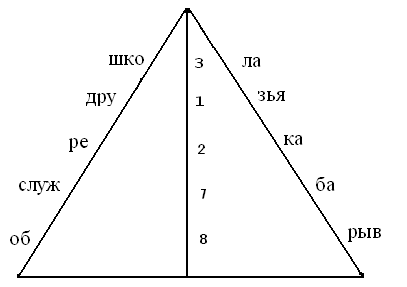 шко 3 ла
дру 1 зья
ре 2 ка
служ 7 ба
об 8 рыв